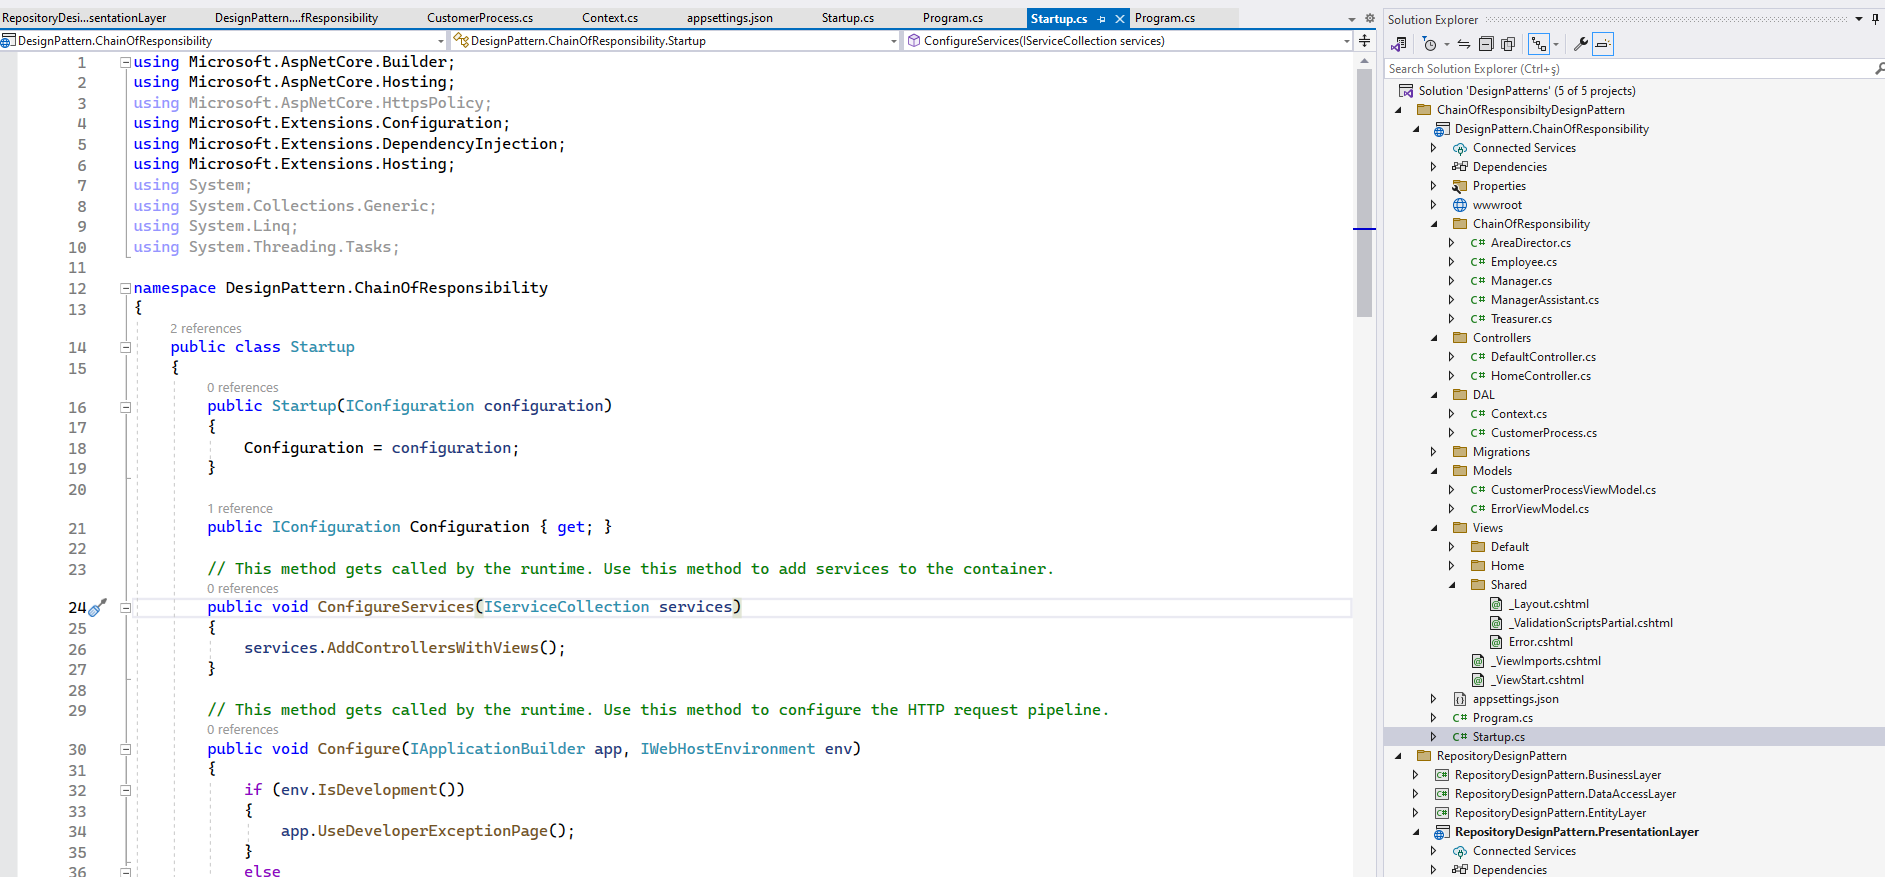 RepositoryDesi...sentationLayer DesignPattern....fResponsibility CustomerProcess.cs Context.cs appsettings.json Startup.cs Program.cs Startup.cs Program.cs
DesignPattern.ChainOfResponsibility DesignPattern.ChainOfResponsibility.Startup ConfigureServices(IServiceCollection services)
1 using Microsoft.AspNetCore.Builder;
2 using Microsoft.AspNetCore.Hosting;
3 using Microsoft.AspNetCore.HttpsPolicy;
4 using Microsoft.Extensions.Configuration;
5 using Microsoft.Extensions.DependencyInjection;
6 using Microsoft.Extensions.Hosting;
7 using System;
8 using System.Collections.Generic;
9 using System.Linq;
10 using System.Threading.Tasks;
11
12 namespace DesignPattern.ChainOfResponsibility
13 {
2 references
14 public class Startup
15 {
0 references
16 public Startup(IConfiguration configuration)
17 {
18 Configuration = configuration;
19 }
20
1 reference
21 public IConfiguration Configuration { get; }
22
23 // This method gets called by the runtime. Use this method to add services to the container.
0 references
24 public void ConfigureServices(IServiceCollection services)
25 {
26 services.AddControllersWithViews();
27 }
28
29 // This method gets called by the runtime. Use this method to configure the HTTP request pipeline.
0 references
30 public void Configure(IApplicationBuilder app, IWebHostEnvironment env)
31 {
32 if (env.IsDevelopment())
33 {
34 app.UseDeveloperExceptionPage();
35 }
36 else
Solution Explorer
Search Solution Explorer (Ctrl+ş)
Solution 'DesignPatterns' (5 of 5 projects)
ChainOfResponsibiltyDesignPattern
DesignPattern.ChainOfResponsibility
Connected Services
Dependencies
Properties
wwwroot
ChainOfResponsibility
C# AreaDirector.cs
C# Employee.cs
C# Manager.cs
C# ManagerAssistant.cs
C# Treasurer.cs
Controllers
C# DefaultController.cs
C# HomeController.cs
DAL
C# Context.cs
C# CustomerProcess.cs
Migrations
Models
C# CustomerProcessViewModel.cs
C# ErrorViewModel.cs
Views
Default
Home
Shared
_Layout.cshtml
_ValidationScriptsPartial.cshtml
Error.cshtml
_ViewImports.cshtml
_ViewStart.cshtml
appsettings.json
C# Program.cs
C# Startup.cs
RepositoryDesignPattern
C# RepositoryDesignPattern.BusinessLayer
C# RepositoryDesignPattern.DataAccessLayer
C# RepositoryDesignPattern.EntityLayer
RepositoryDesignPattern.PresentationLayer
Connected Services
Dependencies